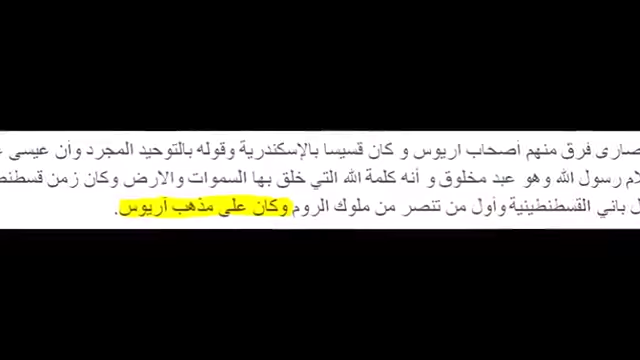 صارى فرق منهم أصحاب اريوس و كان قسيسا بالإسكندرية وقوله بالتوحيد المجرد وأن عيسى
لام رسول الله وهو عبد مخلوق و أنه كلمة الله التي خلق بها السموات والارض وكان زمن قسطنط
ل باني القسطنطينية وأول من تنصر من ملوك الروم وكان على مذهب آريوس.